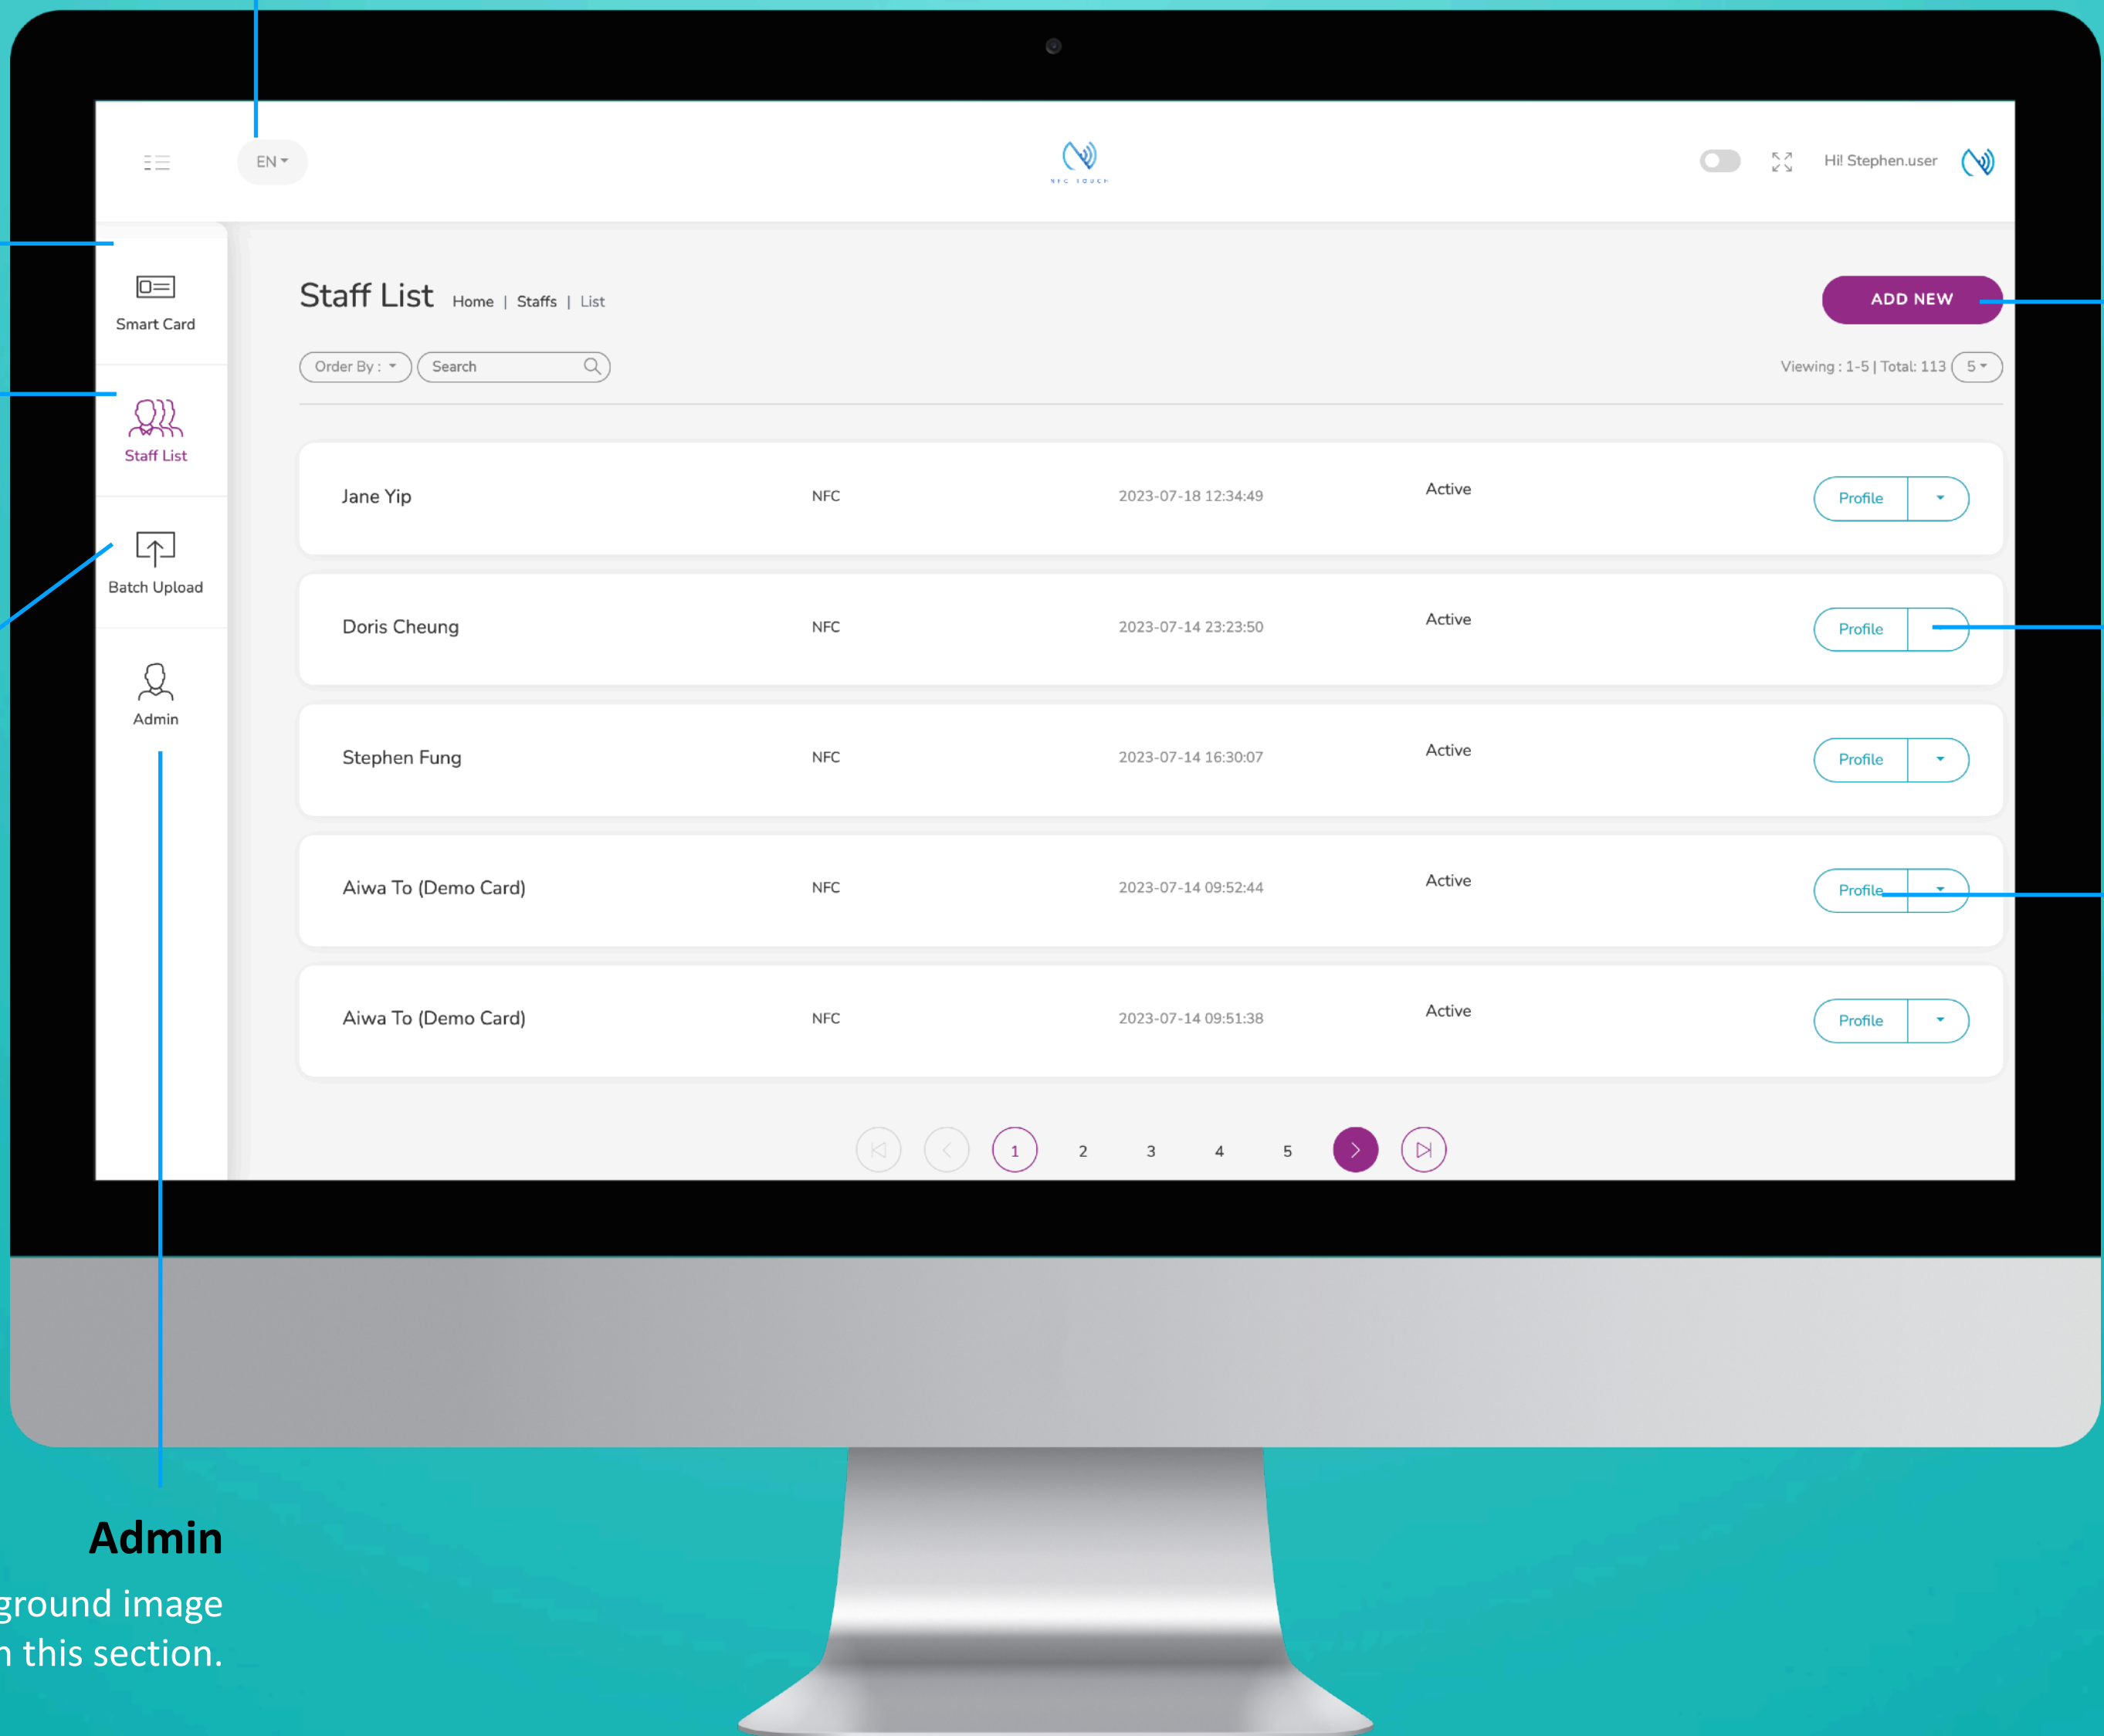 EN
NFC TOUCH
Hi! Stephen.user
Smart Card
Staff List
Batch Upload
Admin
Staff List Home | Staffs | List
ADD NEW
Order By : Search
Viewing : 1-5 | Total: 113 5
Jane Yip NFC 2023-07-18 12:34:49 Active Profile
Doris Cheung NFC 2023-07-14 23:23:50 Active Profile
Stephen Fung NFC 2023-07-14 16:30:07 Active Profile
Aiwa To (Demo Card) NFC 2023-07-14 09:52:44 Active Profile
Aiwa To (Demo Card) NFC 2023-07-14 09:51:38 Active Profile
1 2 3 4 5
Admin
image
this section.